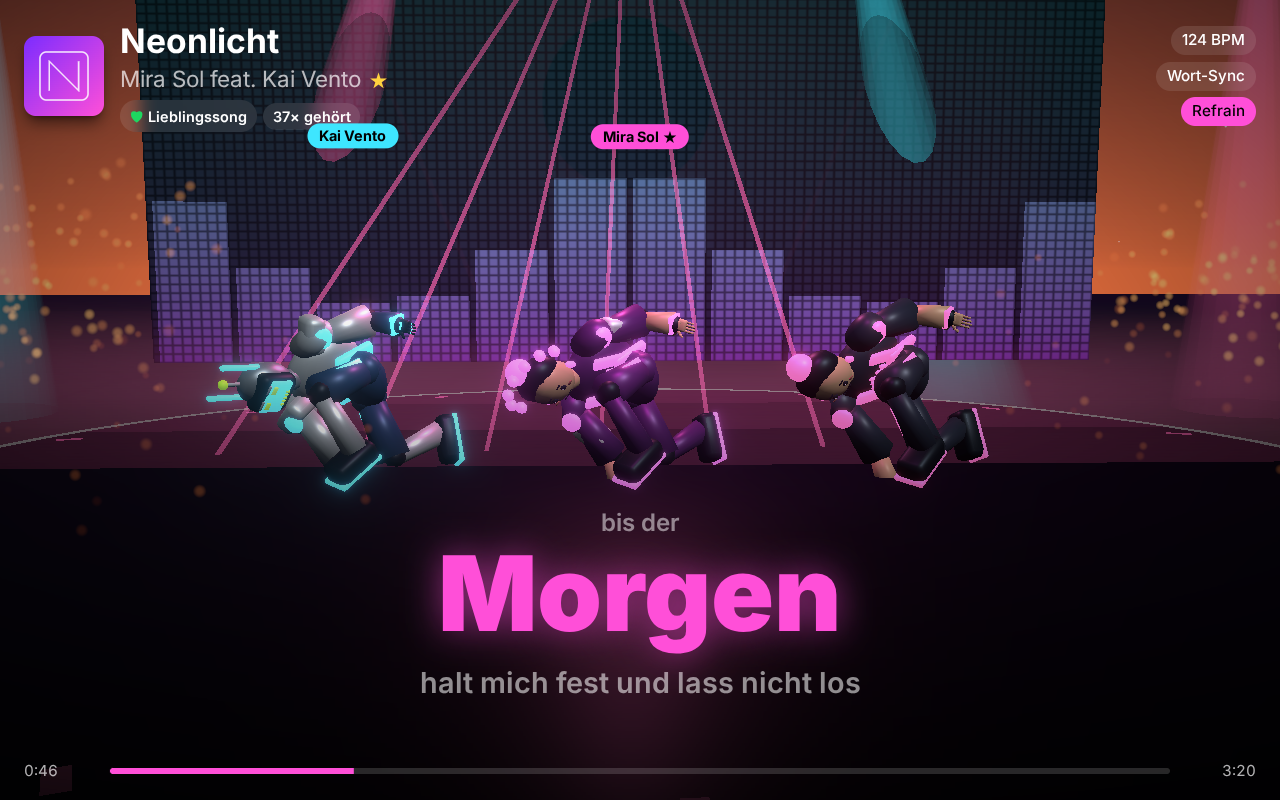 N
Neonlicht
Mira Sol feat. Kai Vento ★
Lieblingssong
37× gehört
124 BPM
Wort-Sync
Refrain
Kai Vento
Mira Sol ★
bis der
Morgen
halt mich fest und lass nicht los
0:46
3:20